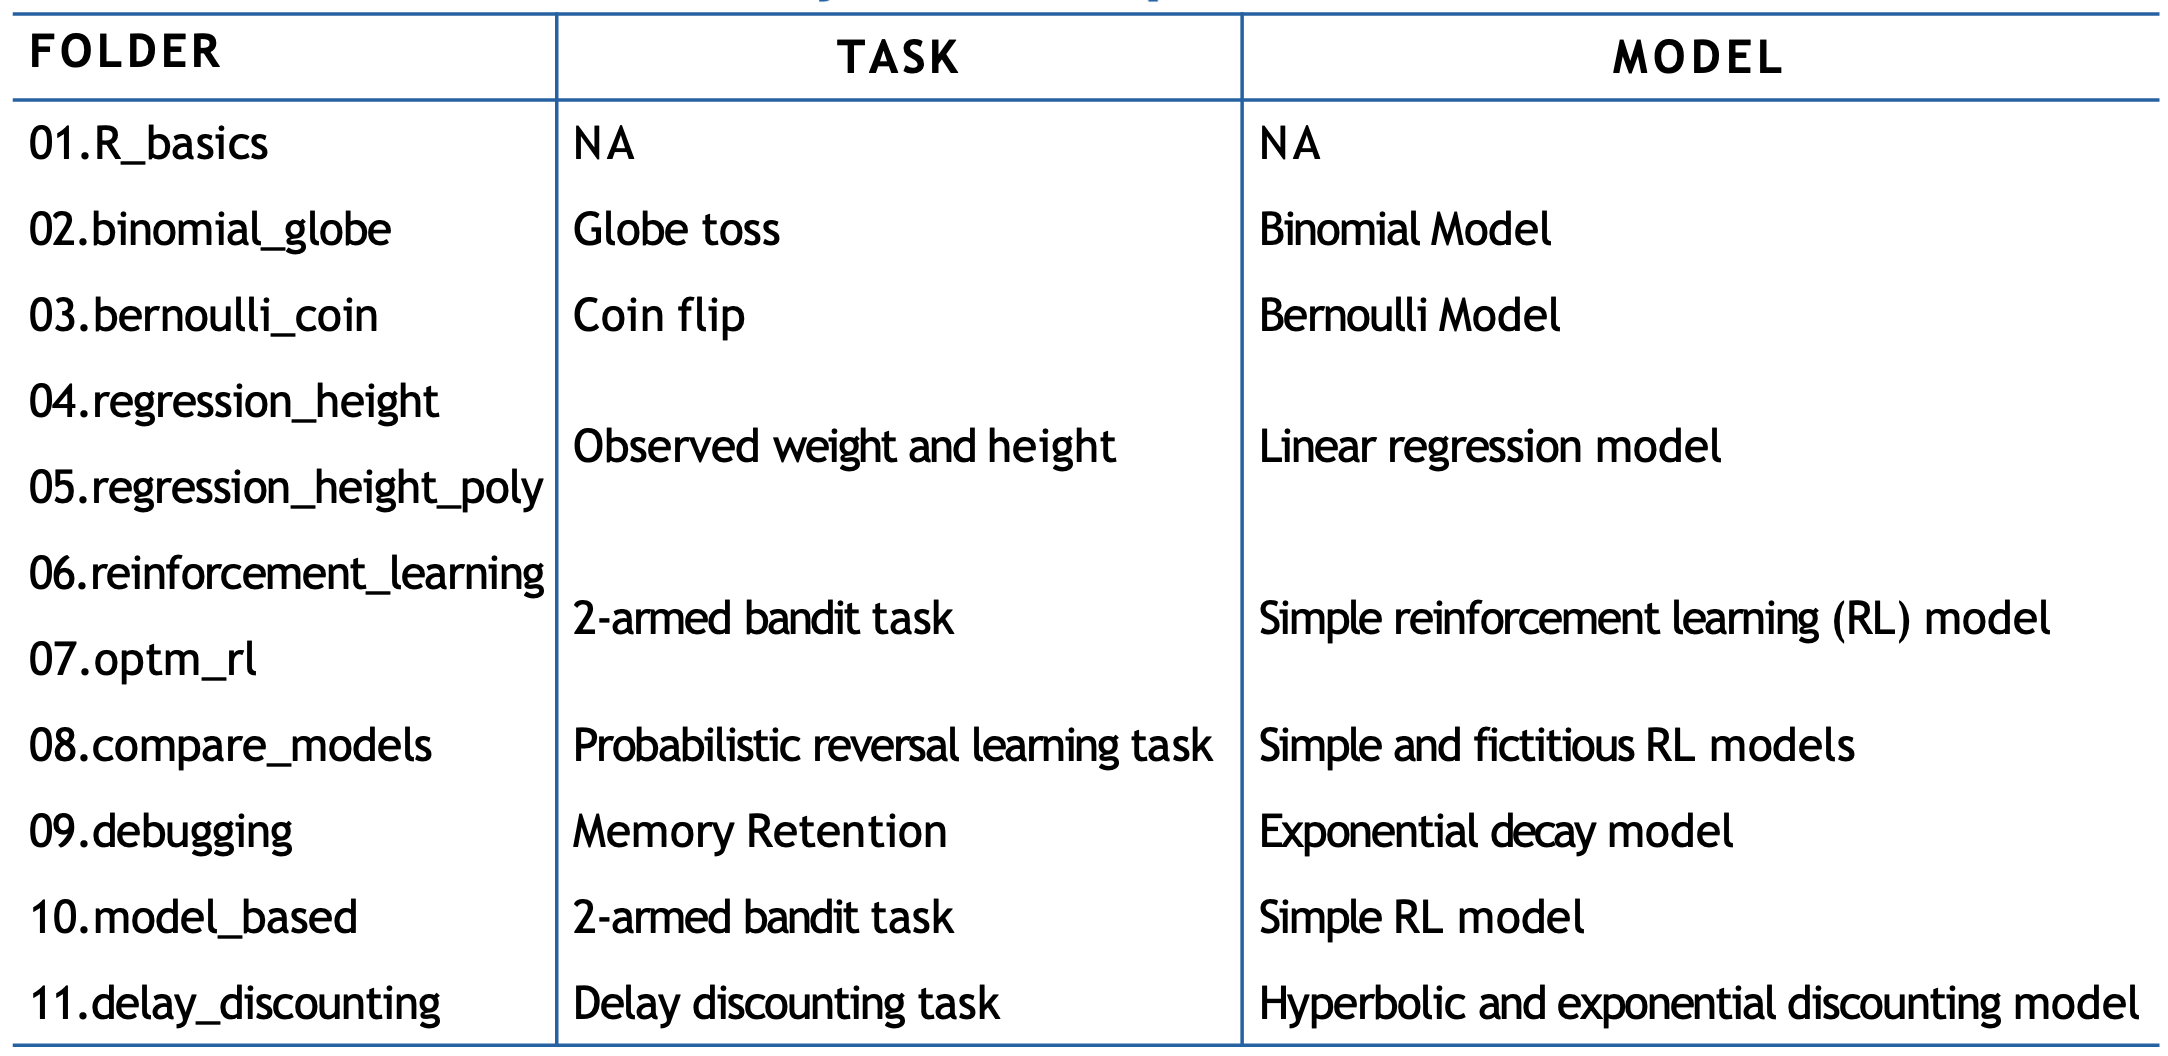 FOLDER TASK MODEL
01.R_basics NA NA
02.binomial_globe Globe toss Binomial Model
03.bernoulli_coin Coin flip Bernoulli Model
04.regression_height
Observed weight and height Linear regression model
05.regression_height_poly
06.reinforcement_learning
2-armed bandit task Simple reinforcement learning (RL) model
07.optm_rl
08.compare_models Probabilistic reversal learning task Simple and fictitious RL models
09.debugging Memory Retention Exponential decay model
10.model_based 2-armed bandit task Simple RL model
11.delay_discounting Delay discounting task Hyperbolic and exponential discounting model